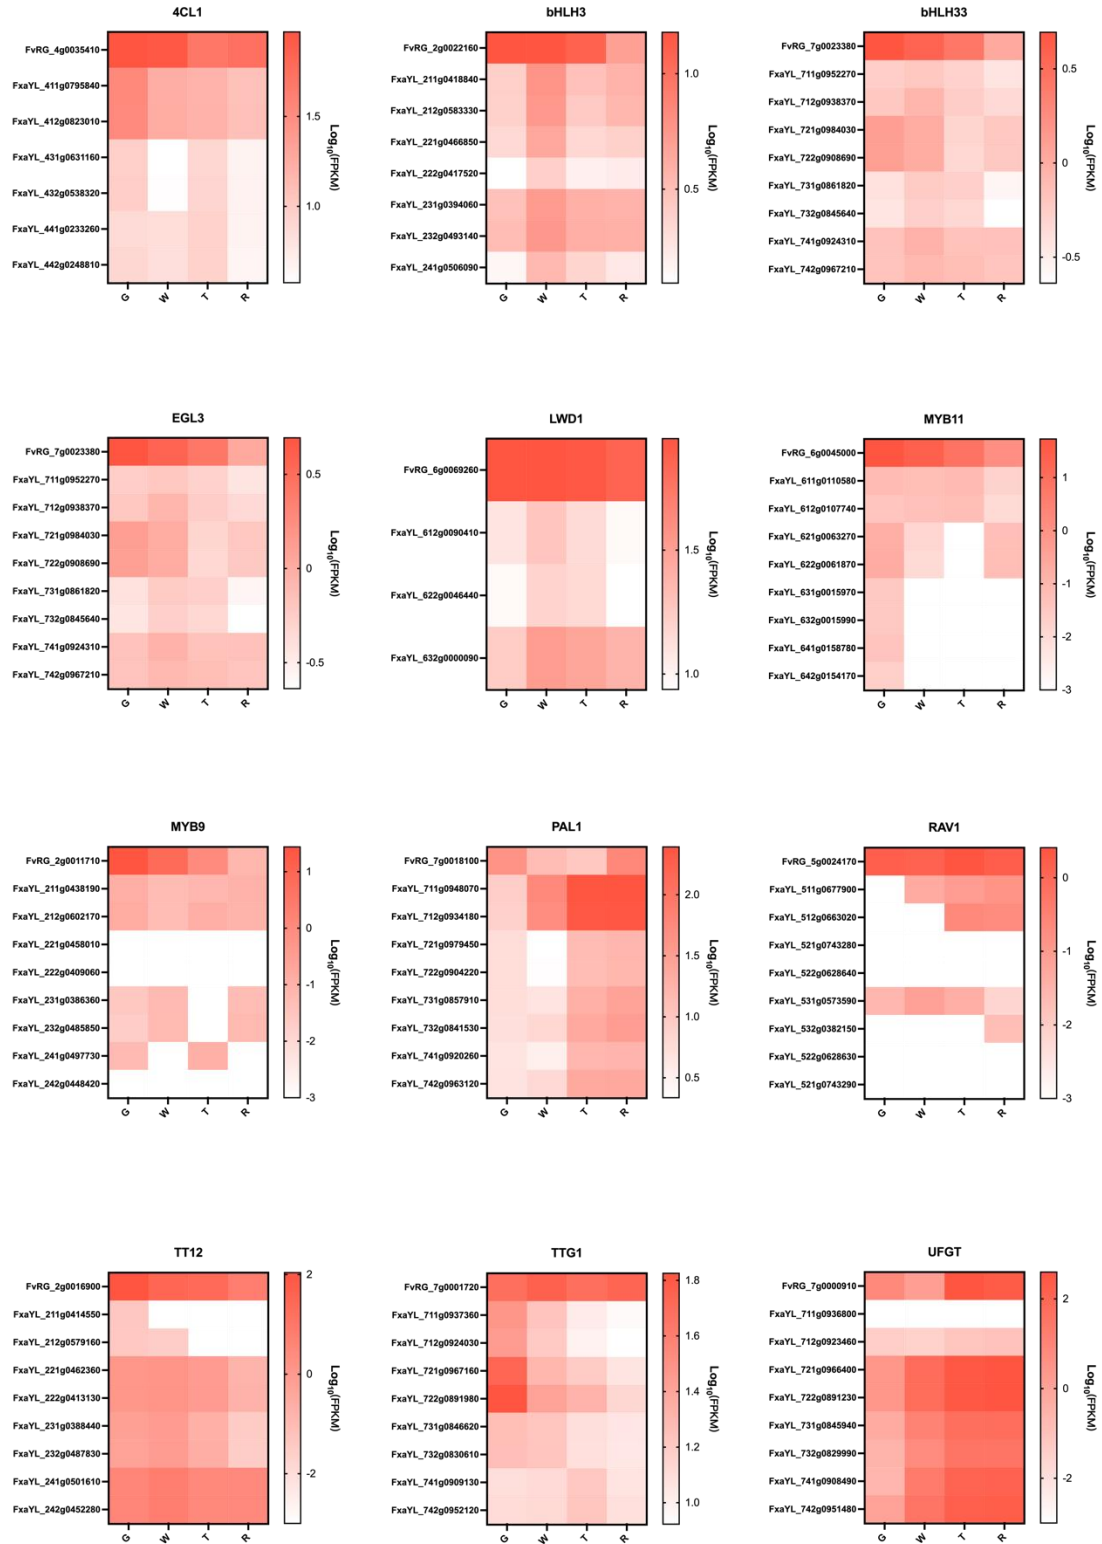 4CL1
FvRG_4g0035410
FxaYL_411g0795840
FxaYL_412g0823010
FxaYL_431g0631160
FxaYL_432g0538320
FxaYL_441g0233260
FxaYL_442g0248810
G W T R
1.5
1.0
Log10(FPKM)
bHLH3
FvRG_2g0022160
FxaYL_211g0418840
FxaYL_212g0583330
FxaYL_221g0466850
FxaYL_222g0417520
FxaYL_231g0394060
FxaYL_232g0493140
FxaYL_241g0506090
G W T R
1.0
0.5
Log10(FPKM)
bHLH33
FvRG_7g0023380
FxaYL_711g0952270
FxaYL_712g0938370
FxaYL_721g0984030
FxaYL_722g0908690
FxaYL_731g0861820
FxaYL_732g0845640
FxaYL_741g0924310
FxaYL_742g0967210
G W T R
0.5
0
-0.5
Log10(FPKM)
EGL3
FvRG_7g0023380
FxaYL_711g0952270
FxaYL_712g0938370
FxaYL_721g0984030
FxaYL_722g0908690
FxaYL_731g0861820
FxaYL_732g0845640
FxaYL_741g0924310
FxaYL_742g0967210
G W T R
0.5
0
-0.5
Log10(FPKM)
LWD1
FvRG_6g0069260
FxaYL_612g0090410
FxaYL_622g0046440
FxaYL_632g0000090
G W T R
1.5
1.0
Log10(FPKM)
MYB11
FvRG_6g0045000
FxaYL_611g0110580
FxaYL_612g0107740
FxaYL_621g0063270
FxaYL_622g0061870
FxaYL_631g0015970
FxaYL_632g0015990
FxaYL_641g0158780
FxaYL_642g0154170
G W T R
1
0
-1
-2
-3
Log10(FPKM)
MYB9
FvRG_2g0011710
FxaYL_211g0438190
FxaYL_212g0602170
FxaYL_221g0458010
FxaYL_222g0409060
FxaYL_231g0386360
FxaYL_232g0485850
FxaYL_241g0497730
FxaYL_242g0448420
G W T R
1
0
-1
-2
-3
Log10(FPKM)
PAL1
FvRG_7g0018100
FxaYL_711g0948070
FxaYL_712g0934180
FxaYL_721g0979450
FxaYL_722g0904220
FxaYL_731g0857910
FxaYL_732g0841530
FxaYL_741g0920260
FxaYL_742g0963120
G W T R
2.0
1.5
1.0
0.5
Log10(FPKM)
RAV1
FvRG_5g0024170
FxaYL_511g0677900
FxaYL_512g0663020
FxaYL_521g0743280
FxaYL_522g0628640
FxaYL_531g0573590
FxaYL_532g0382150
FxaYL_522g0628630
FxaYL_521g0743290
G W T R
0
-1
-2
-3
Log10(FPKM)
TT12
FvRG_2g0016900
FxaYL_211g0414550
FxaYL_212g0579160
FxaYL_221g0462360
FxaYL_222g0413130
FxaYL_231g0388440
FxaYL_232g0487830
FxaYL_241g0501610
FxaYL_242g0452280
G W T R
2
0
-2
Log10(FPKM)
TTG1
FvRG_7g0001720
FxaYL_711g0937360
FxaYL_712g0924030
FxaYL_721g0967160
FxaYL_722g0891980
FxaYL_731g0846620
FxaYL_732g0830610
FxaYL_741g0909130
FxaYL_742g0952120
G W T R
1.8
1.6
1.4
1.2
1.0
Log10(FPKM)
UFGT
FvRG_7g0000910
FxaYL_711g0936800
FxaYL_712g0923460
FxaYL_721g0966400
FxaYL_722g0891230
FxaYL_731g0845940
FxaYL_732g0829990
FxaYL_741g0908490
FxaYL_742g0951480
G W T R
2
0
-2
Log10(FPKM)